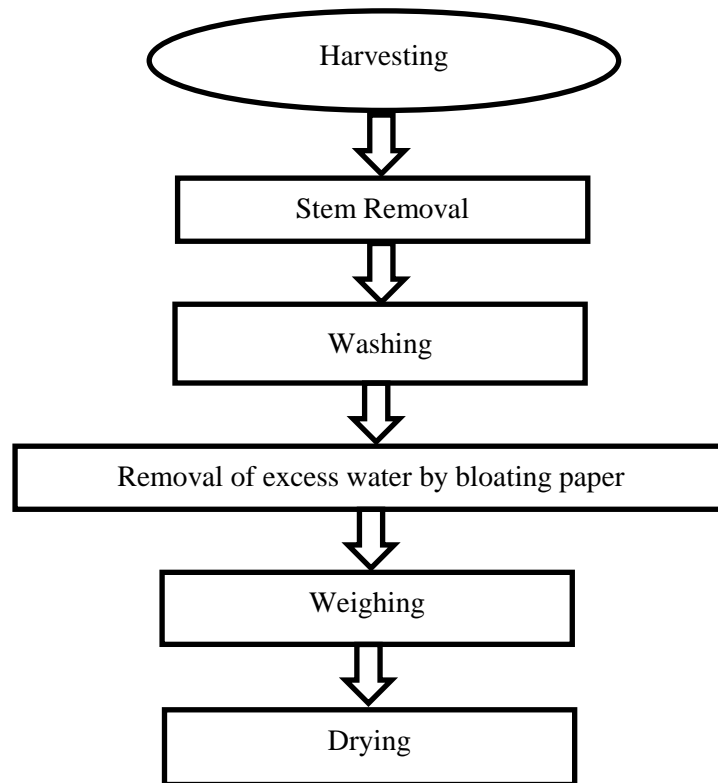 Harvesting
Stem Removal
Washing
Removal of excess water by bloating paper
Weighing
Drying